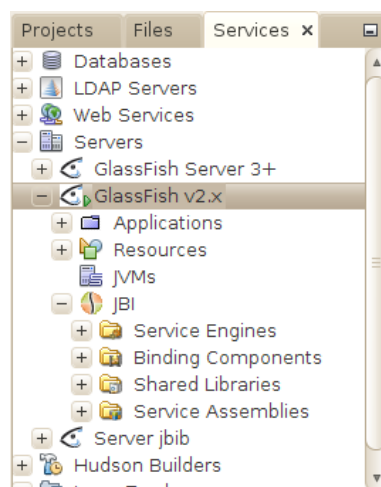 Projects Files Services ×
Databases
LDAP Servers
Web Services
Servers
GlassFish Server 3+
GlassFish v2.x
Applications
Resources
JVMs
JBI
Service Engines
Binding Components
Shared Libraries
Service Assemblies
Server jbib
Hudson Builders